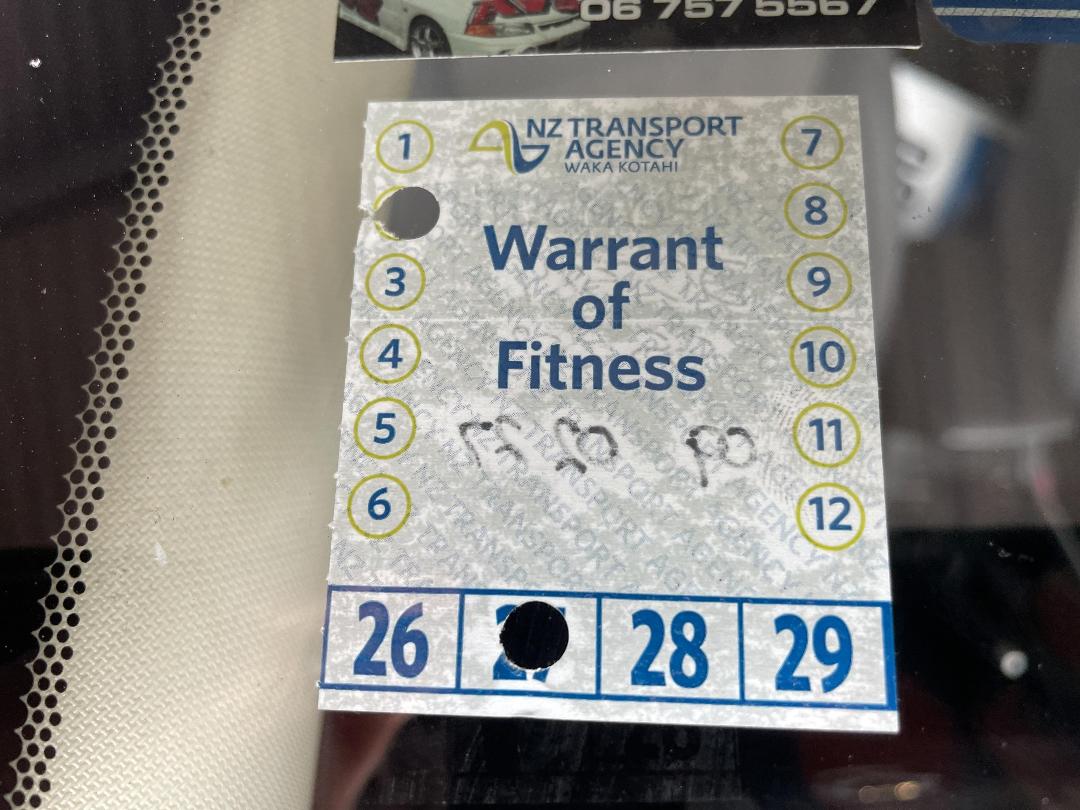 06 757 5567
NZ TRANSPORT
AGENCY
WAKA KOTAHI
1
7
8
3
9
4
10
5
11
6
12
Warrant
of
Fitness
26
27
28
29